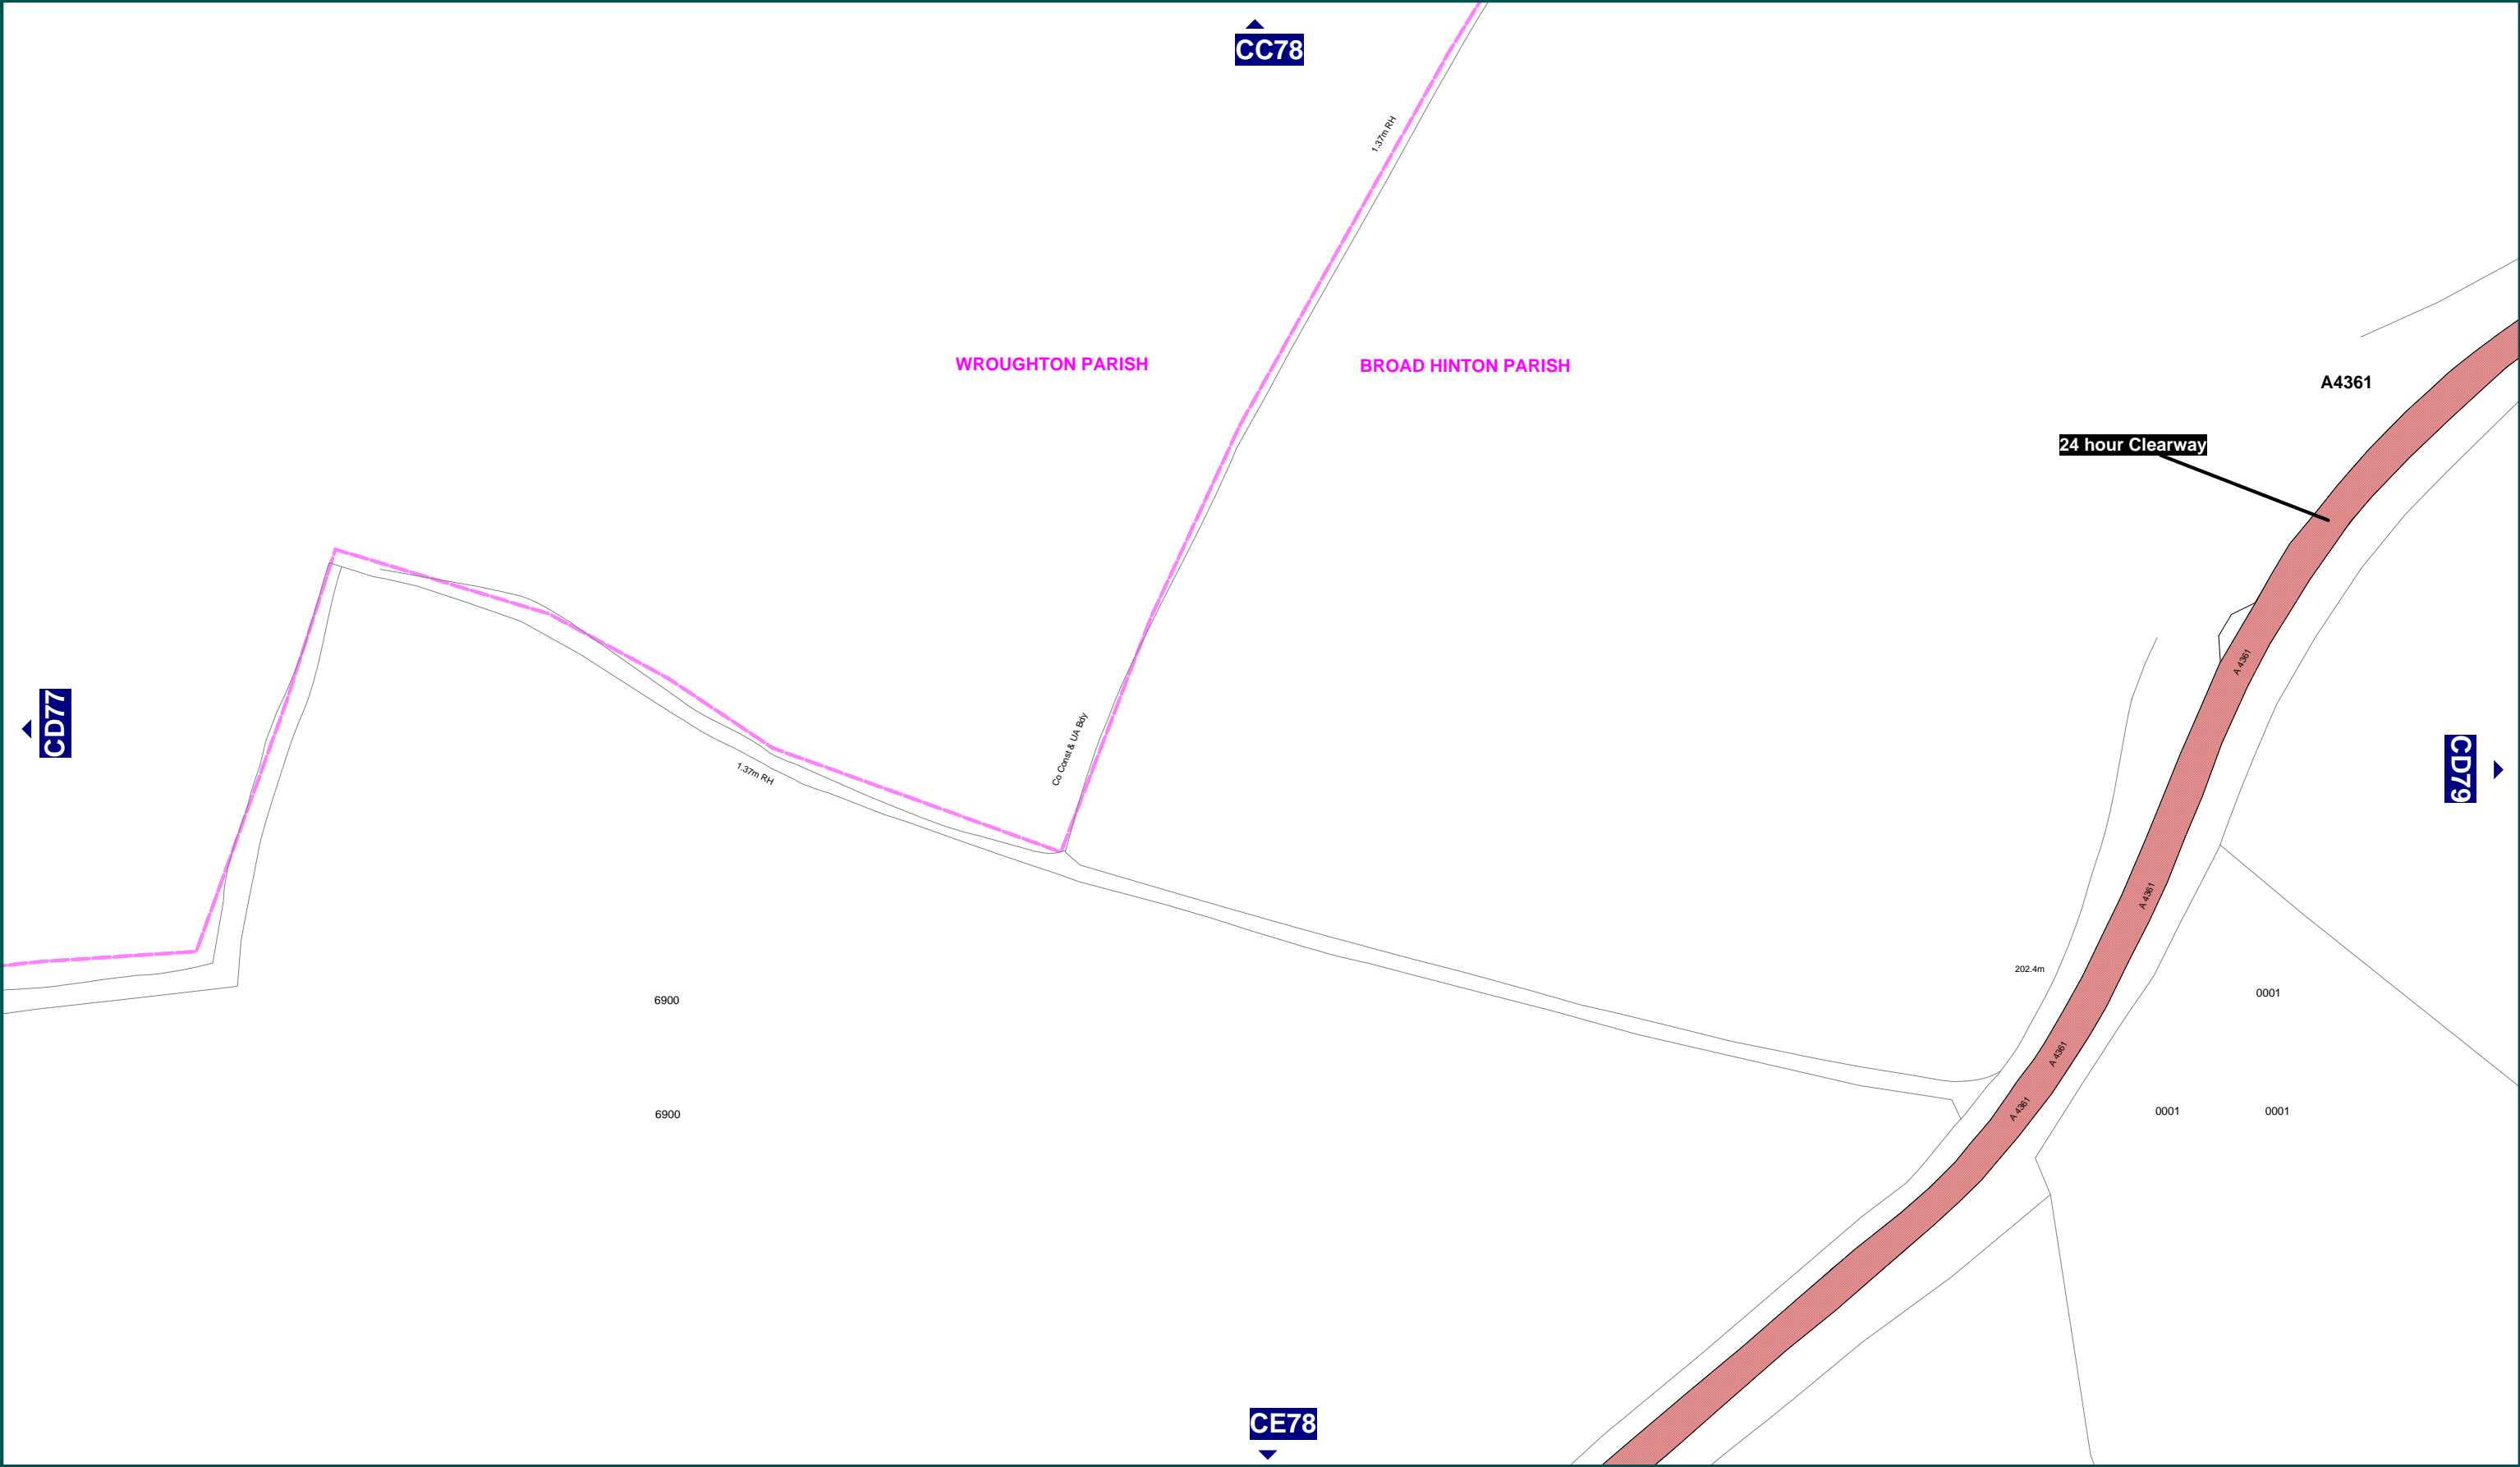 CC78
1.37m RH
WROUGHTON PARISH
BROAD HINTON PARISH
A4361
24 hour Clearway
A 4361
CD77
CD79
Co Const & UA Bdy
1.37m RH
A 4361
202.4m
0001
6900
A 4361
6900
A 4361
0001
0001
CE78